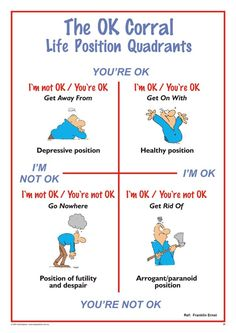 The OK Corral
Life Position Quadrants
YOU'RE OK
I'm not OK / You're OK
Get Away From
Depressive position
I'm OK / You're OK
Get On With
Healthy position
I'M
NOT OK
I'M OK
I'm not OK / You're not OK
Go Nowhere
Position of futility
and despair
I'm OK / You're not OK
Get Rid Of
Arrogant/paranoid
position
YOU'RE NOT OK
Ref: Franklin Ernst